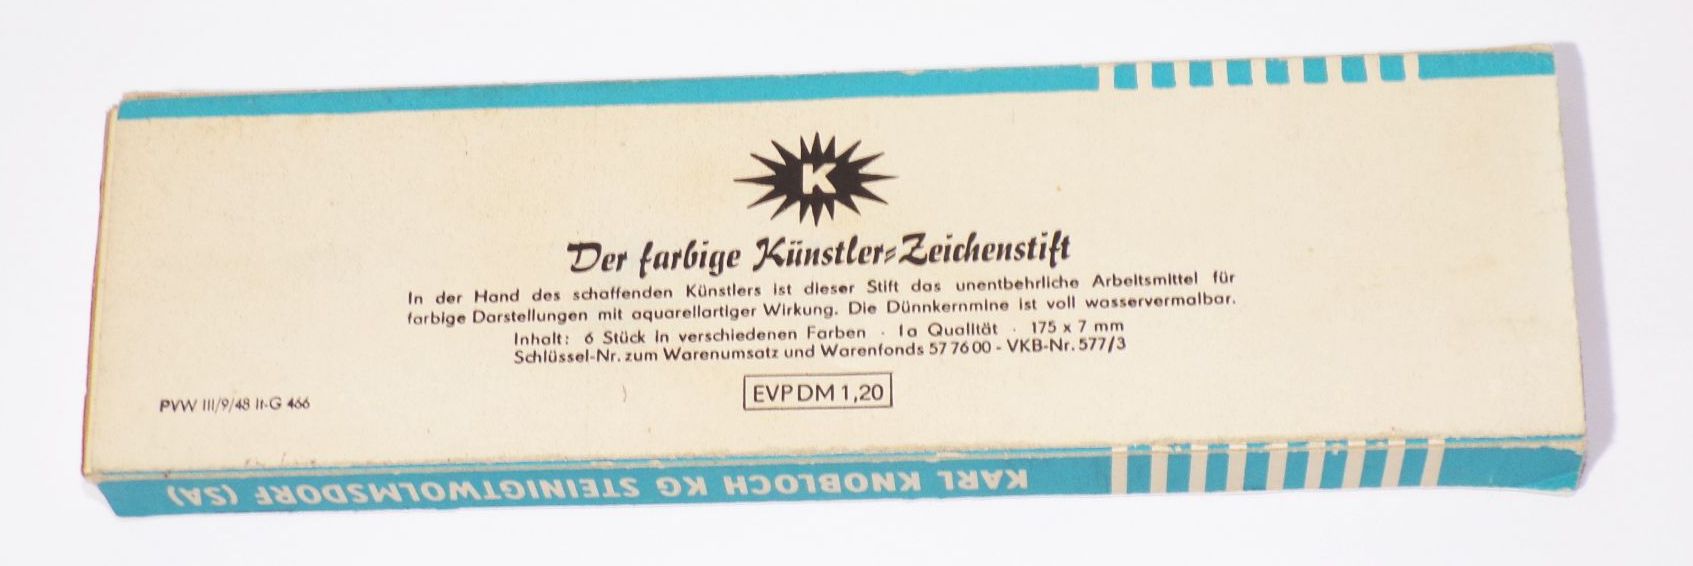 K
Der farbige Künstler=Zeichenstift
In der Hand des schaffenden Künstlers ist dieser Stift das unentbehrliche Arbeitsmittel für
farbige Darstellungen mit aquarellartiger Wirkung. Die Dünnkernmine ist voll wasservermalbar.
Inhalt: 6 Stück in verschiedenen Farben · Ia Qualität · 175 x 7 mm
Schlüssel-Nr. zum Warenumsatz und Warenfonds 57 76 00 - VKB-Nr. 577/3
EVP DM 1,20
PVW III/9/48 It-G 466
KARL KNOBLOCH KG STEINIGTWOLMSDORF (SA)